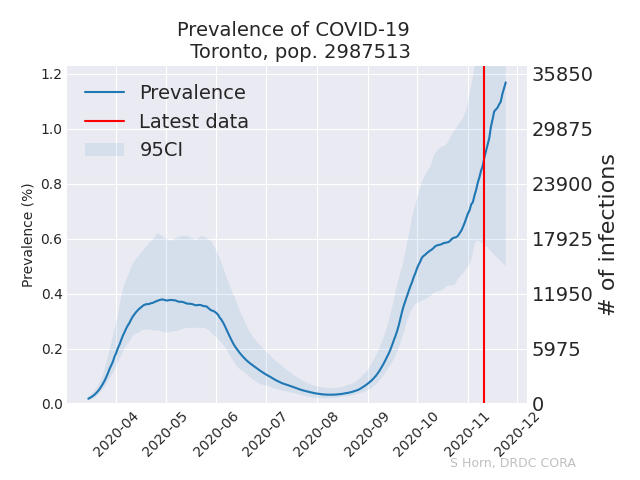 Prevalence of COVID-19
Toronto, pop. 2987513
Prevalence
Latest data
95CI
Prevalence (%)
1.2
1.0
0.8
0.6
0.4
0.2
0.0
35850
29875
23900
17925
11950
5975
0
# of infections
2020-04
2020-05
2020-06
2020-07
2020-08
2020-09
2020-10
2020-11
2020-12
S Horn, DRDC CORA